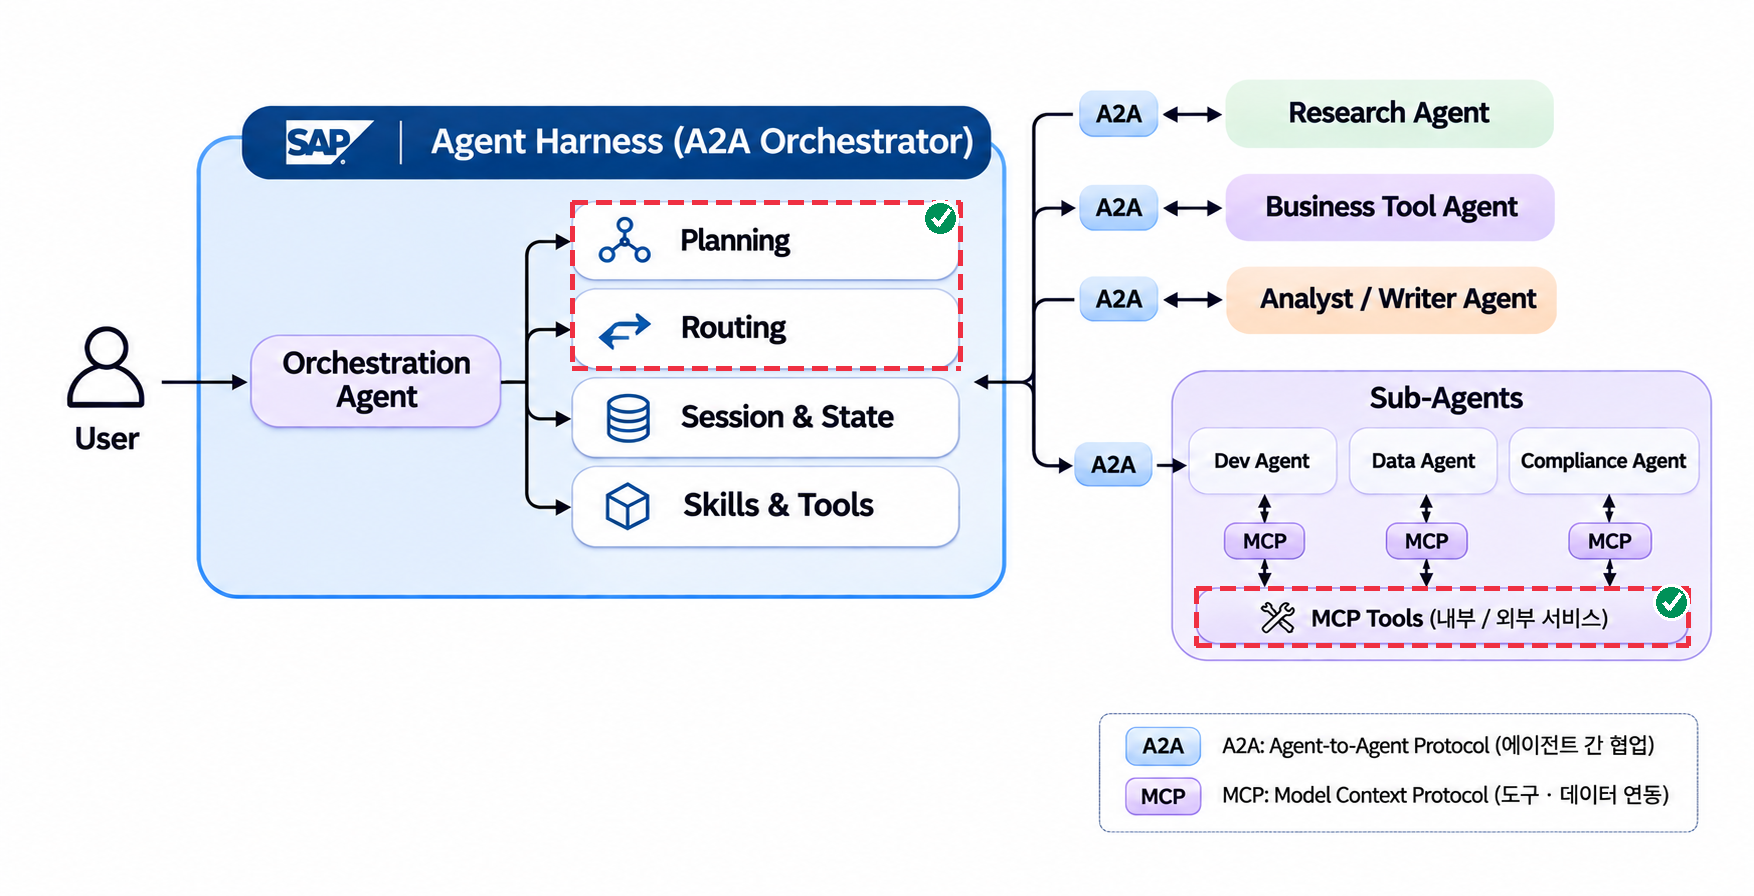 SAP
Agent Harness (A2A Orchestrator)
Planning
Routing
Session & State
Skills & Tools
Orchestration
Agent
User
A2A
Research Agent
A2A
Business Tool Agent
A2A
Analyst / Writer Agent
A2A
Sub-Agents
Dev Agent
Data Agent
Compliance Agent
MCP
MCP
MCP
MCP Tools (내부 / 외부 서비스)
A2A
A2A: Agent-to-Agent Protocol (에이전트 간 협업)
MCP
MCP: Model Context Protocol (도구 · 데이터 연동)